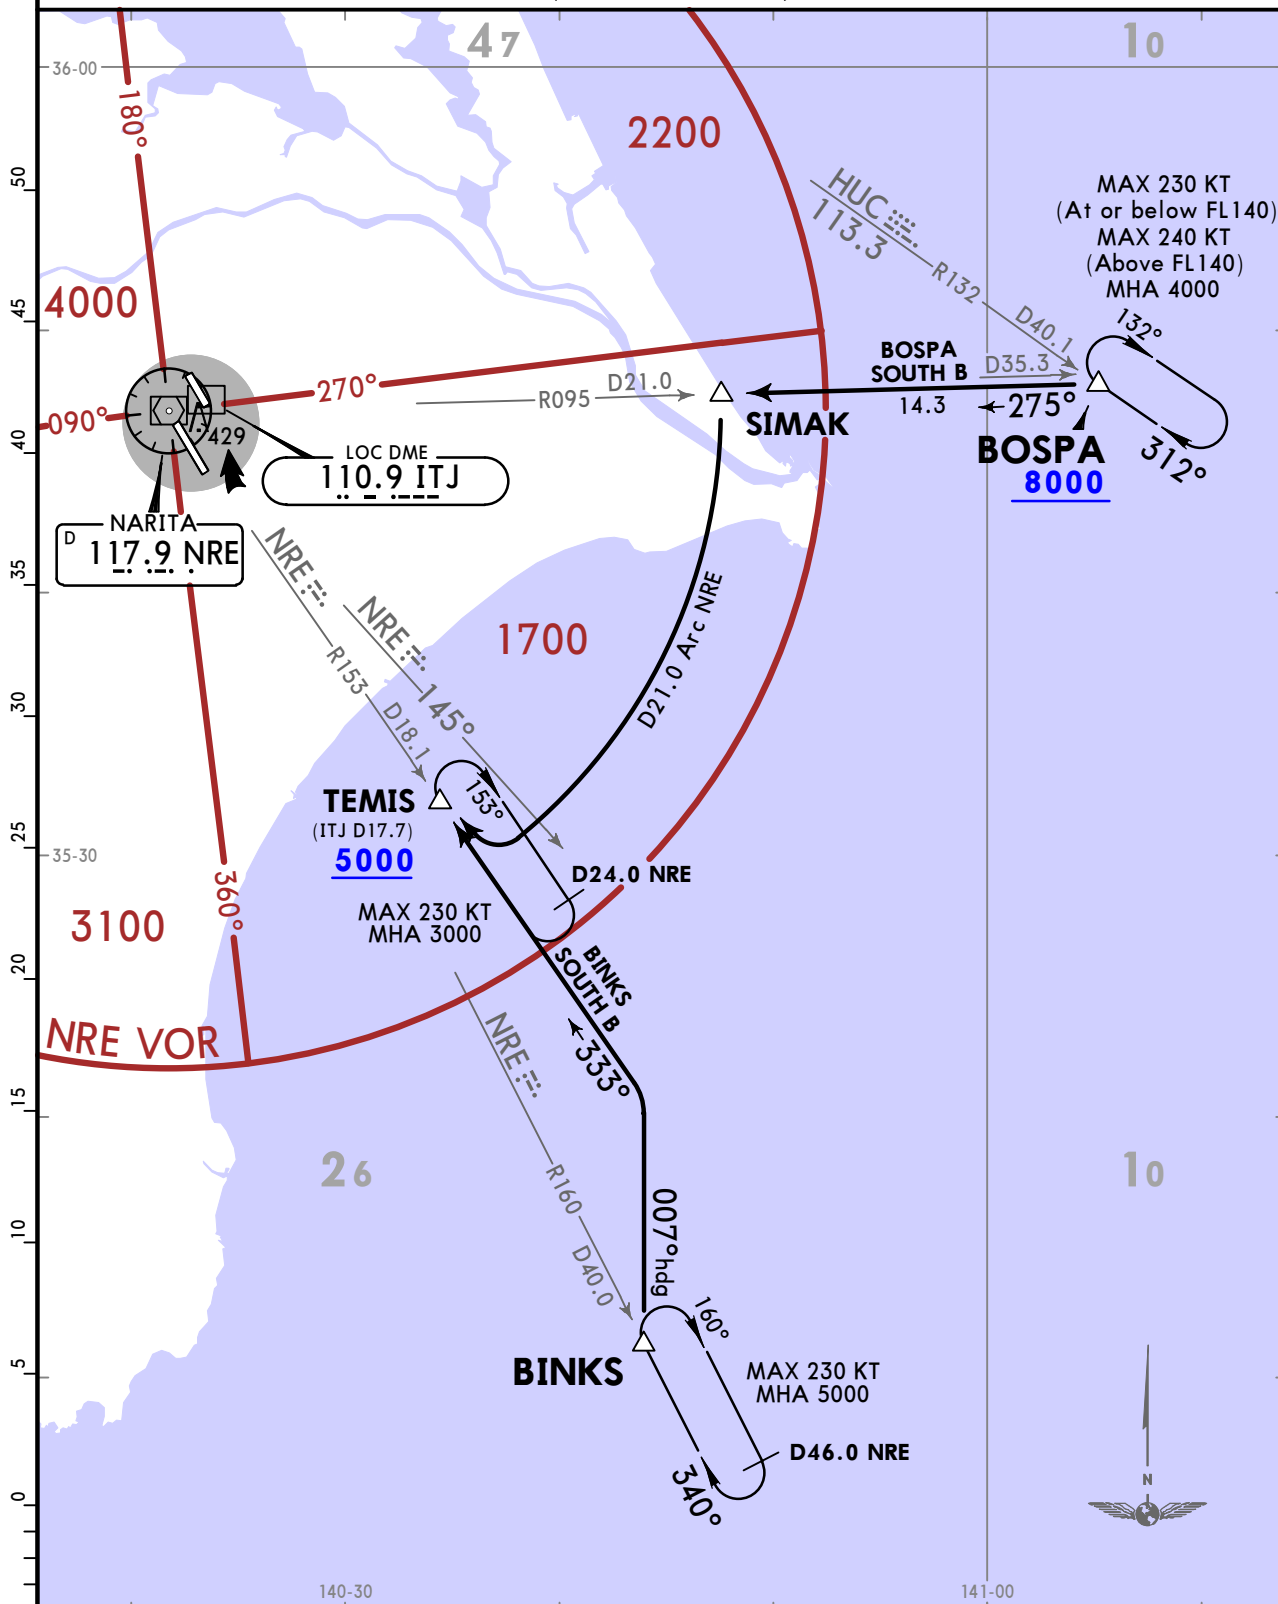 47
10
36-00
180°
2200
MAX 230 KT
(At or below FL140)
MAX 240 KT
(Above FL140)
MHA 4000
HUC
113.3
R132
D40.1
132°
50
45
4000
BOSPA
SOUTH B
D35.3
14.3
275°
SIMAK
BOSPA
8000
312°
270°
R095
D21.0
090°
429
40
LOC DME
110.9 ITJ
NARITA
D 117.9 NRE
NRE
R153
D18.1
NRE
145°
35
1700
D21.0 Arc NRE
30
TEMIS
(ITJ D17.7)
5000
153°
25
35-30
D24.0 NRE
MAX 230 KT
MHA 3000
360°
3100
20
BINKS
SOUTH B
333°
NRE VOR
NRE
R160
D40.0
15
26
10
007° hdg
10
160°
BINKS
MAX 230 KT
MHA 5000
5
D46.0 NRE
340°
N
0
140-30
141-00